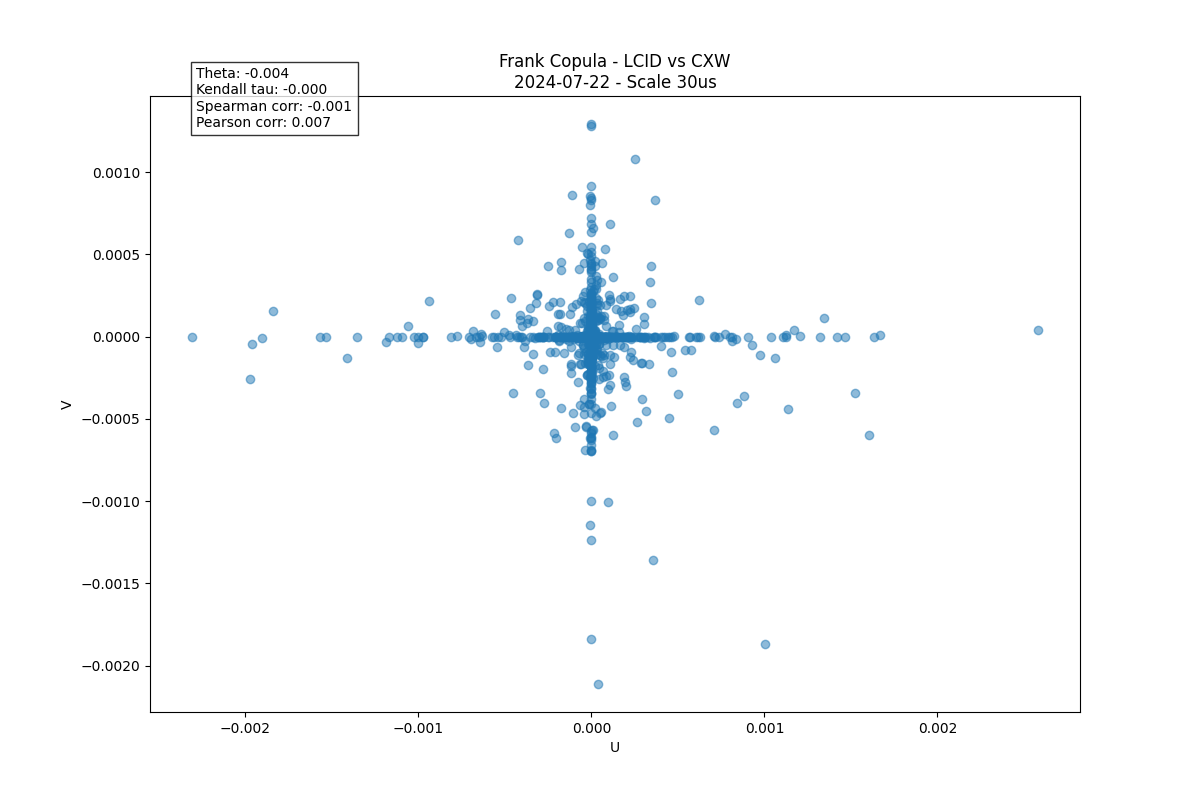 Frank Copula - LCID vs CXW
2024-07-22 - Scale 30us
Theta: -0.004
Kendall tau: -0.000
Spearman corr: -0.001
Pearson corr: 0.007
V
0.0010
0.0005
0.0000
−0.0005
−0.0010
−0.0015
−0.0020
−0.002
−0.001
0.000
0.001
0.002
U